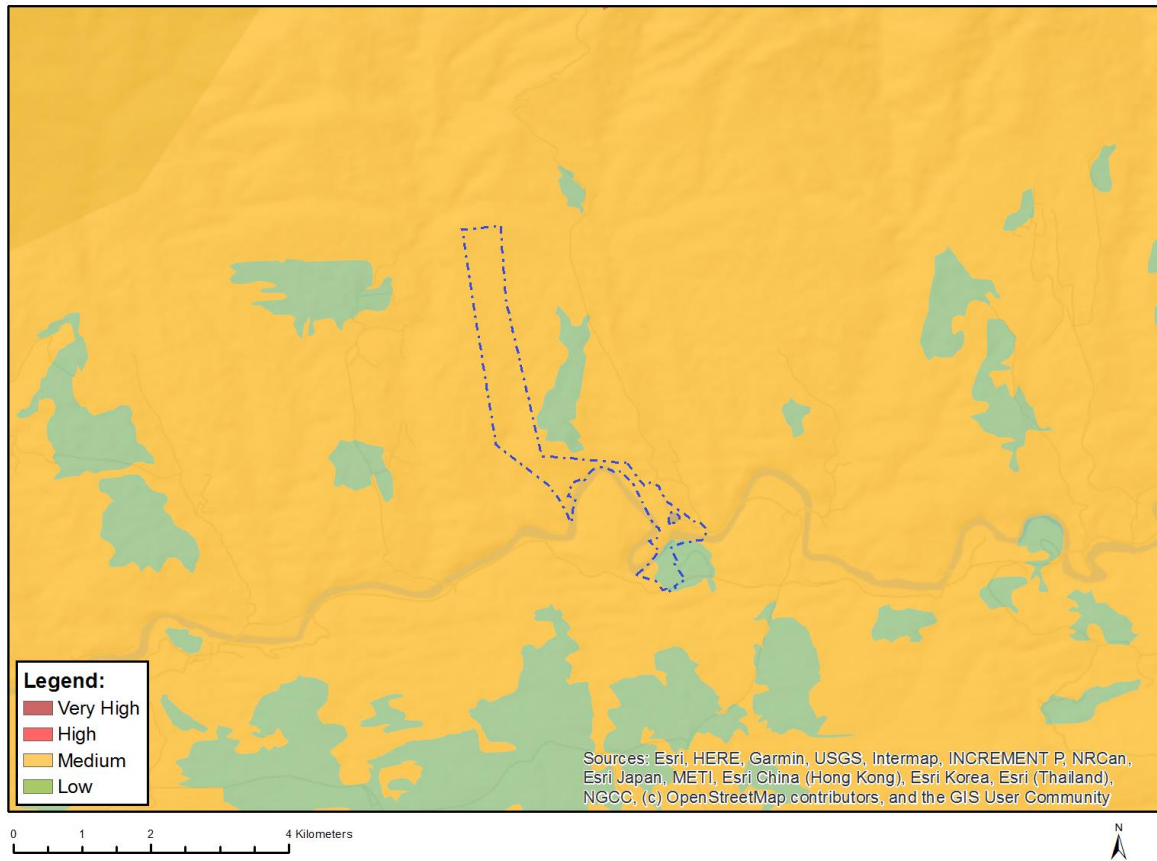 Legend:
Very High
High
Medium
Low
Sources: Esri, HERE, Garmin, USGS, Intermap, INCREMENT P, NRCan,
Esri Japan, METI, Esri China (Hong Kong), Esri Korea, Esri (Thailand),
NGCC, (c) OpenStreetMap contributors, and the GIS User Community
0 1 2 4 Kilometers
N